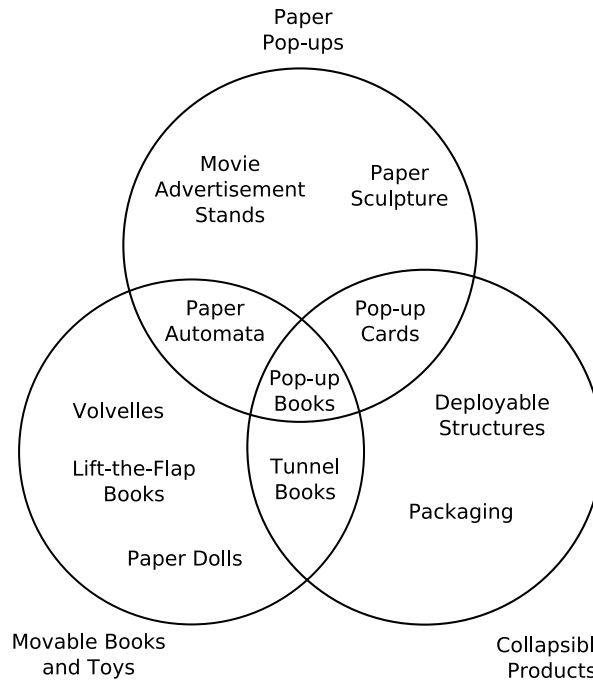 Paper
Pop-ups
Movie
Advertisement
Stands
Paper
Sculpture
Paper
Automata
Pop-up
Cards
Pop-up
Books
Volvelles
Deployable
Structures
Lift-the-Flap
Books
Tunnel
Books
Packaging
Paper Dolls
Movable Books
and Toys
Collapsibl
Products